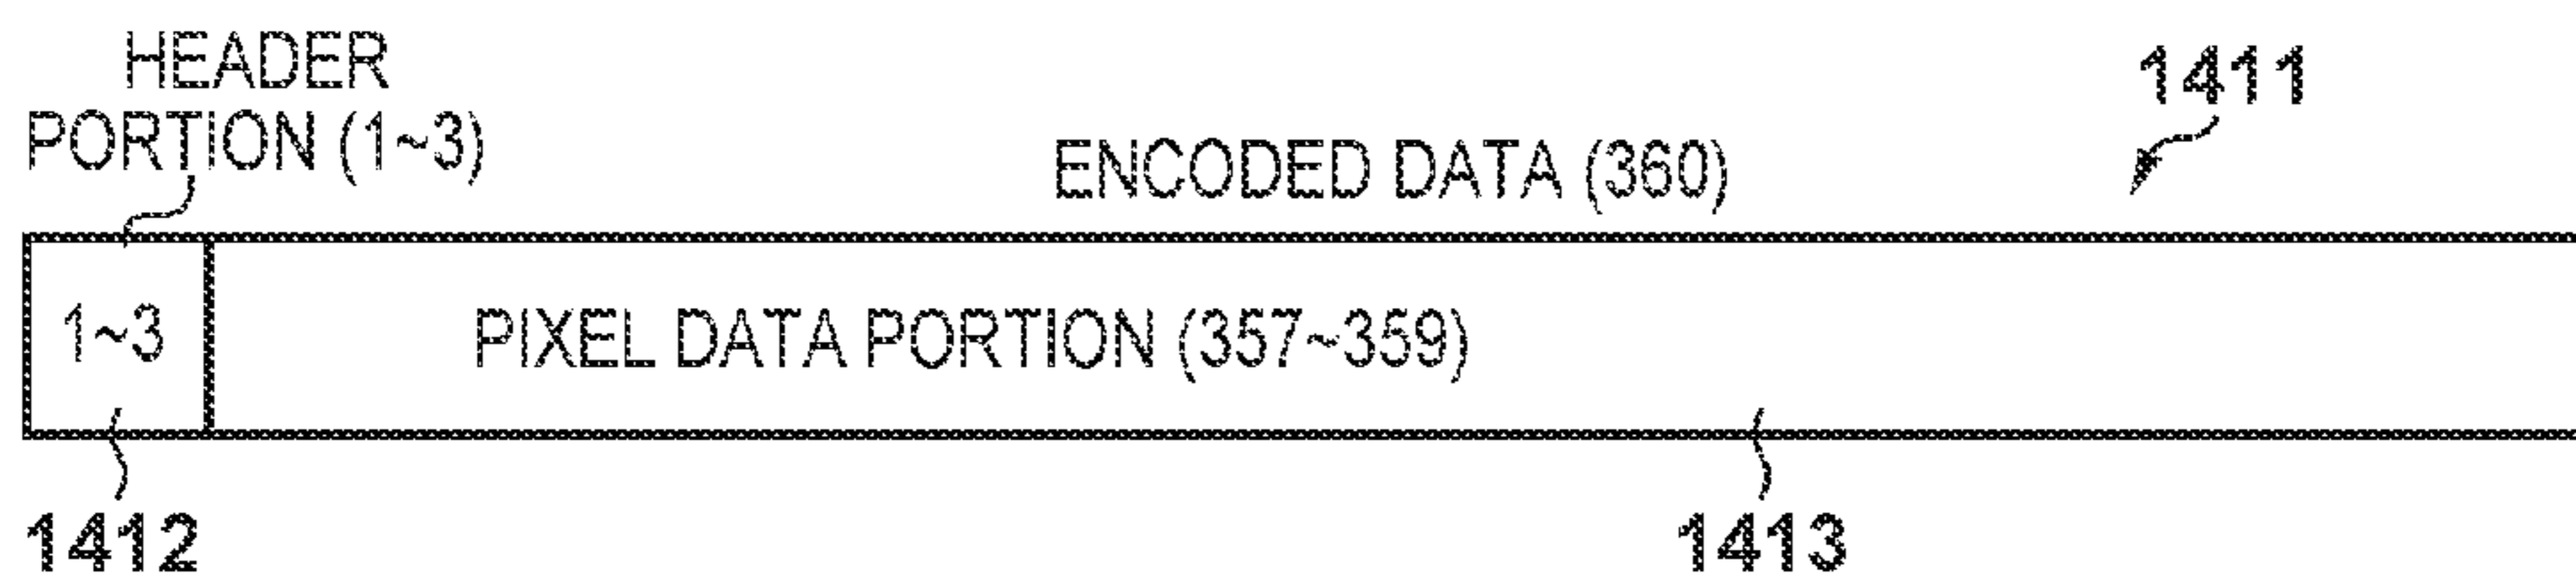 HEADER
PORTION (1~3)
ENCODED DATA (360)
1411
1~3
PIXEL DATA PORTION (357~359)
1412
1413